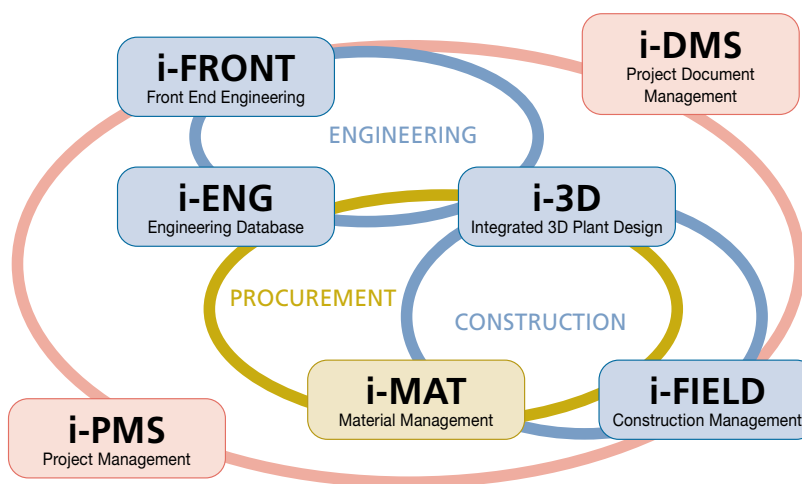 i-FRONT
Front End Engineering
i-DMS
Project Document
Management
ENGINEERING
i-ENG
Engineering Database
i-3D
Integrated 3D Plant Design
PROCUREMENT
CONSTRUCTION
i-MAT
Material Management
i-FIELD
Construction Management
i-PMS
Project Management